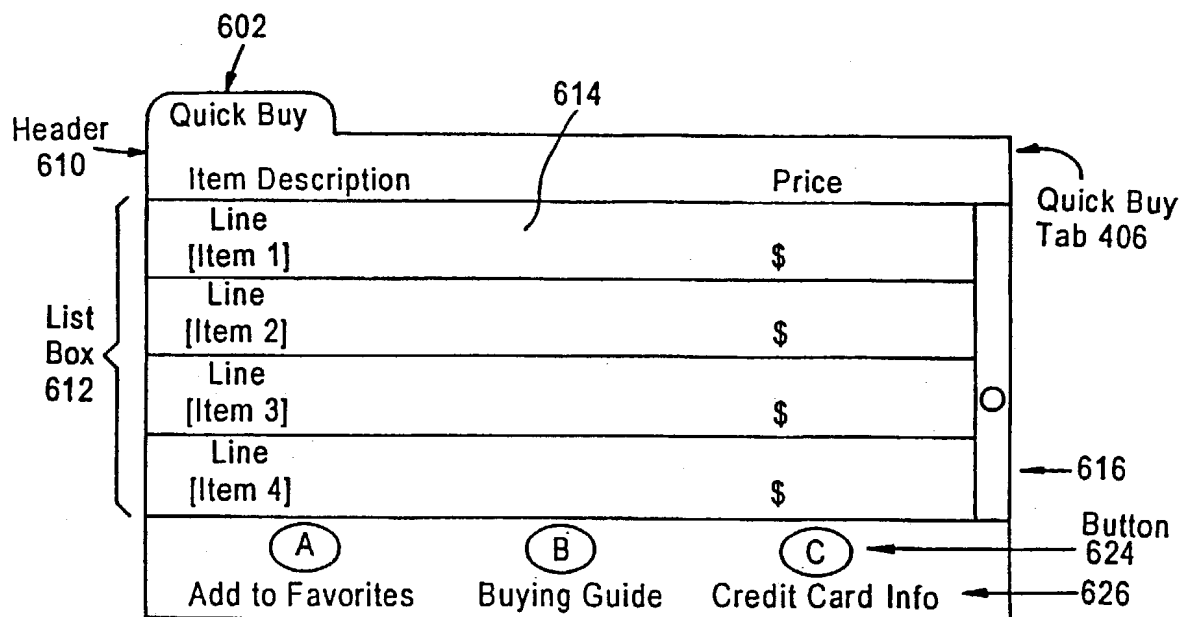 602
Quick Buy
614
Header
610
Item Description Price
Quick Buy
Tab 406
List
Box
612
Line
[Item 1] $
Line
[Item 2] $
Line
[Item 3] $
Line
[Item 4] $
616
A B C
Button
624
Add to Favorites Buying Guide Credit Card Info
626